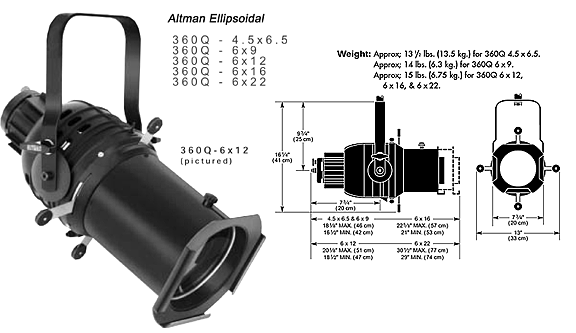 Altman Ellipsoidal
360Q - 4.5x6.5
360Q - 6x9
360Q - 6x12
360Q - 6x16
360Q - 6x22
360Q-6x12
(pictured)
Weight: Approx; 13 1/2 lbs. (13.5 kg.) for 360Q 4.5 x 6.5.
Approx; 14 lbs. (6.3 kg.) for 360Q 6 x 9.
Approx; 15 lbs. (6.75 kg.) for 360Q 6 x 12,
6 x 16, & 6 x 22.
9 3/4"
(25 cm)
16 1/4"
(41 cm)
7 3/4"
(20 cm)
4.5 x 6.5 & 6 x 9
18 1/8" MAX. (46 cm)
16 1/2" MIN. (42 cm)
6 x 16
22 3/8" MAX. (57 cm)
21" MIN. (53 cm)
6 x 12
20 1/8" MAX. (51 cm)
18 1/2" MIN. (47 cm)
6 x 22
30 1/2" MAX. (77 cm)
29" MIN. (74 cm)
7 3/4"
(20 cm)
13"
(33 cm)